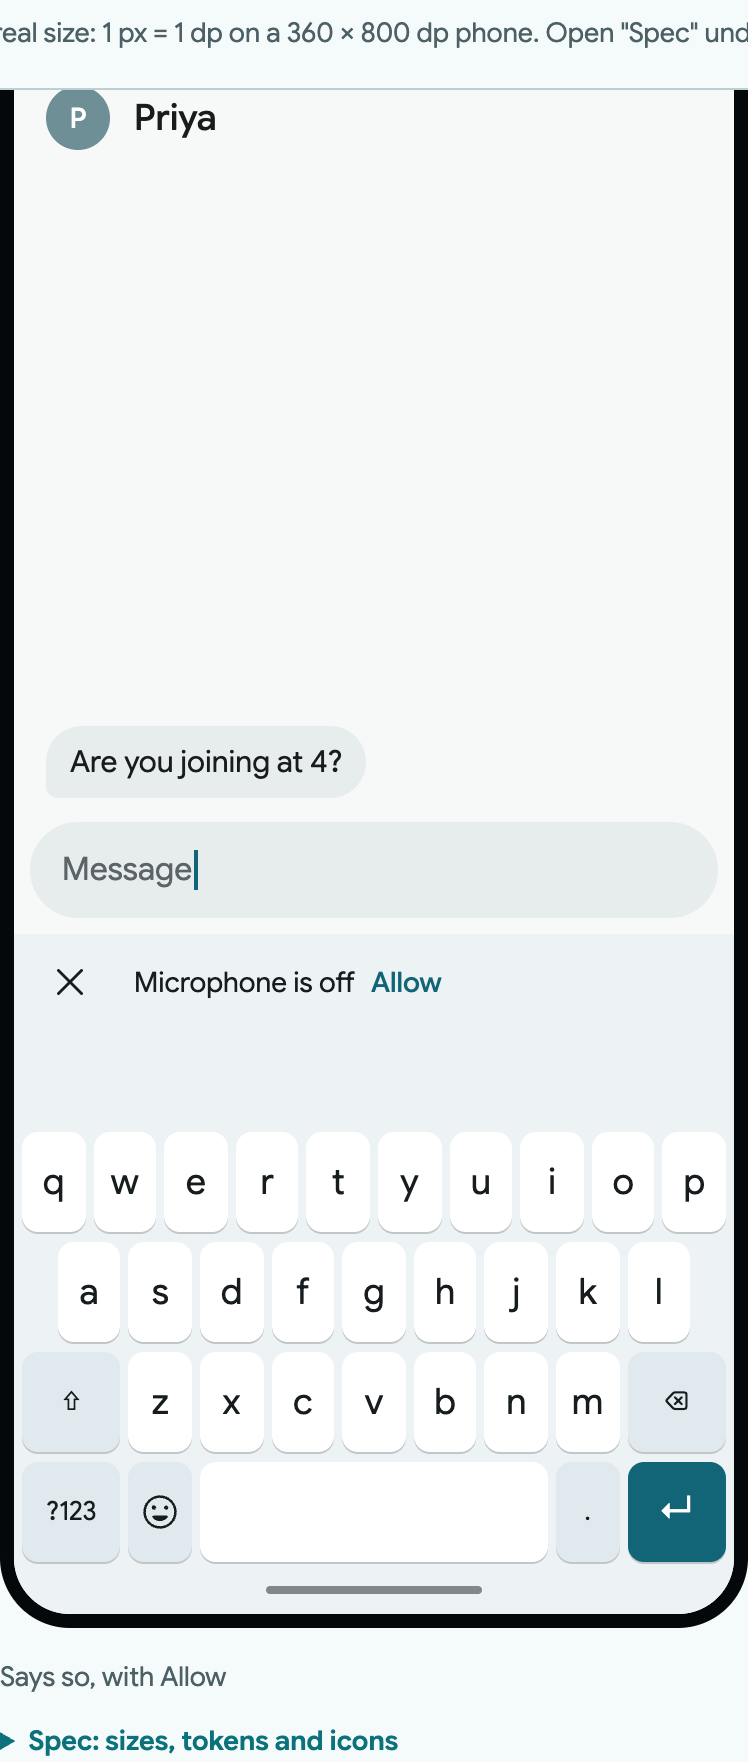 real size: 1 px = 1 dp on a 360 × 800 dp phone. Open "Spec" und
P Priya
Are you joining at 4?
Message
Microphone is off Allow
q w e r t y u i o p
a s d f g h j k l
z x c v b n m
?123 .
Says so, with Allow
Spec: sizes, tokens and icons